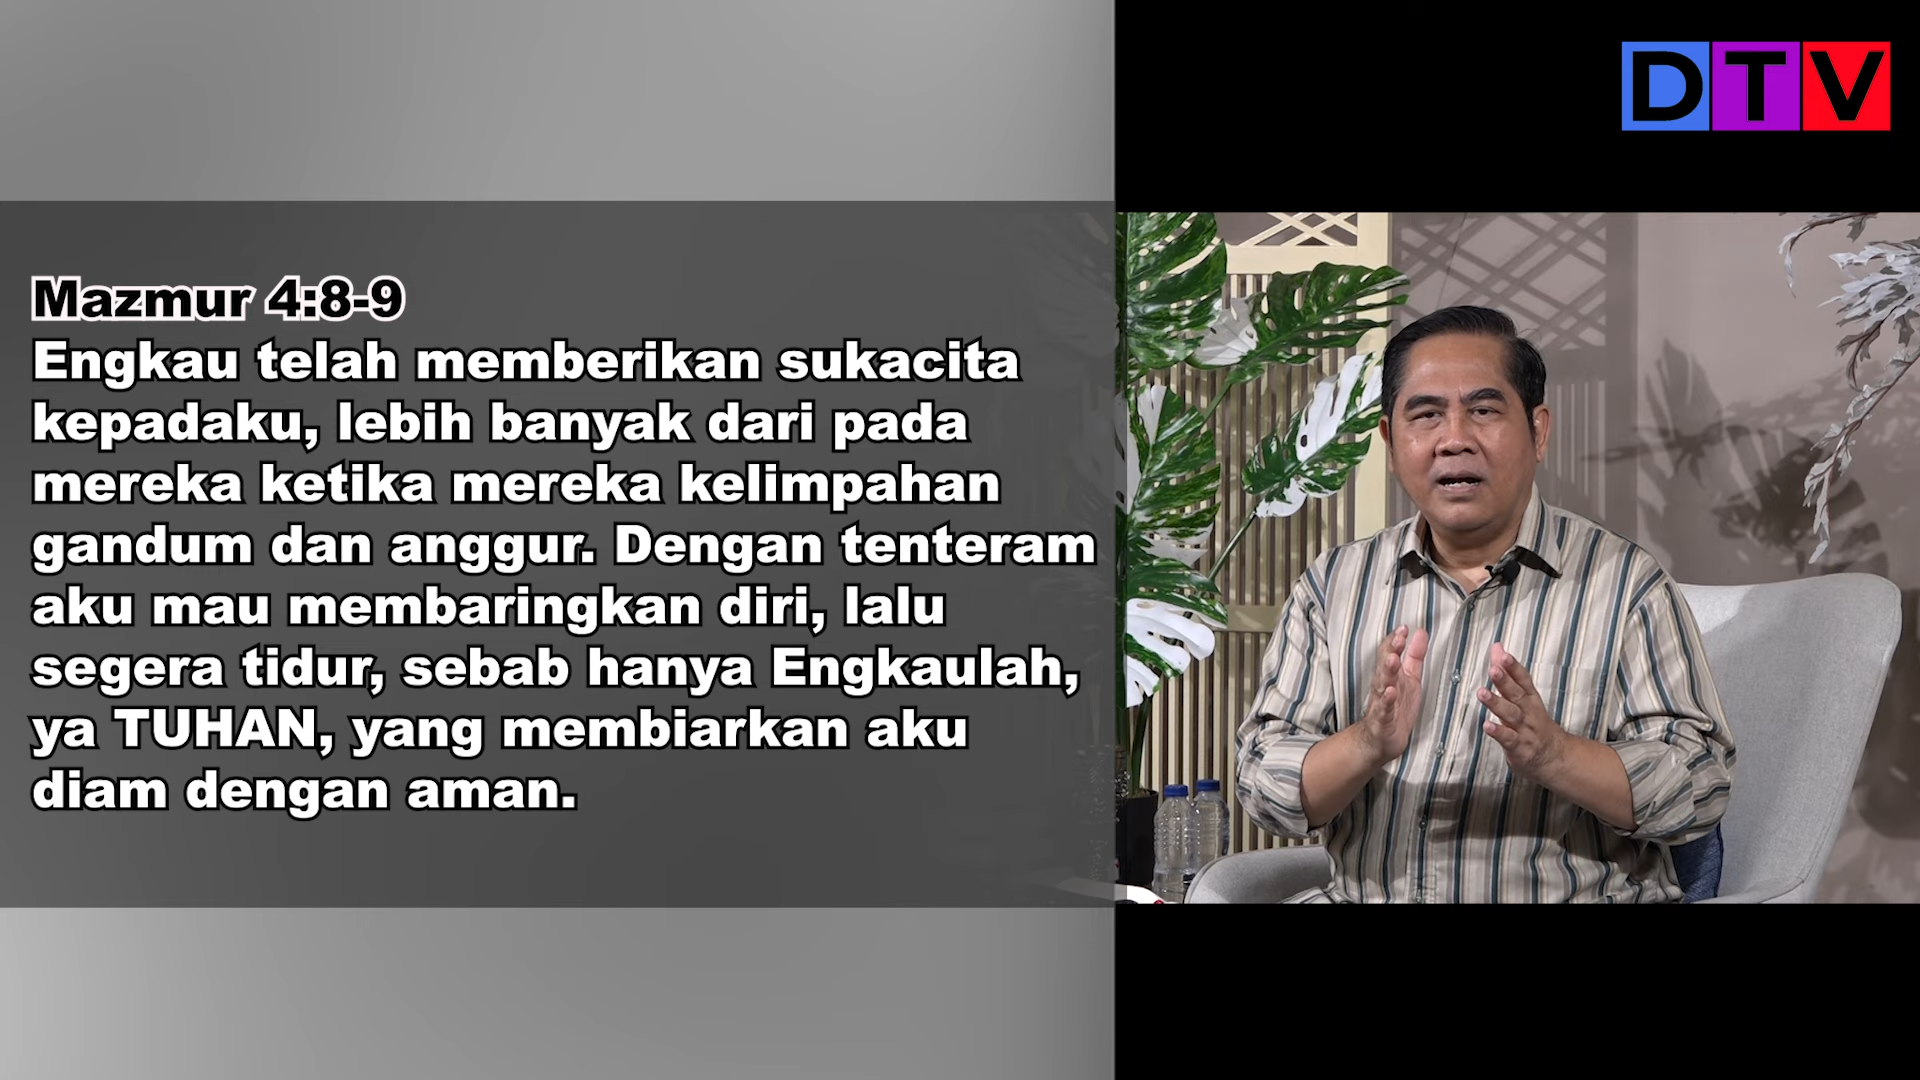 DTV
Mazmur 4:8-9
Engkau telah memberikan sukacita
kepadaku, lebih banyak dari pada
mereka ketika mereka kelimpahan
gandum dan anggur. Dengan tenteram
aku mau membaringkan diri, lalu
segera tidur, sebab hanya Engkaulah,
ya TUHAN, yang membiarkan aku
diam dengan aman.